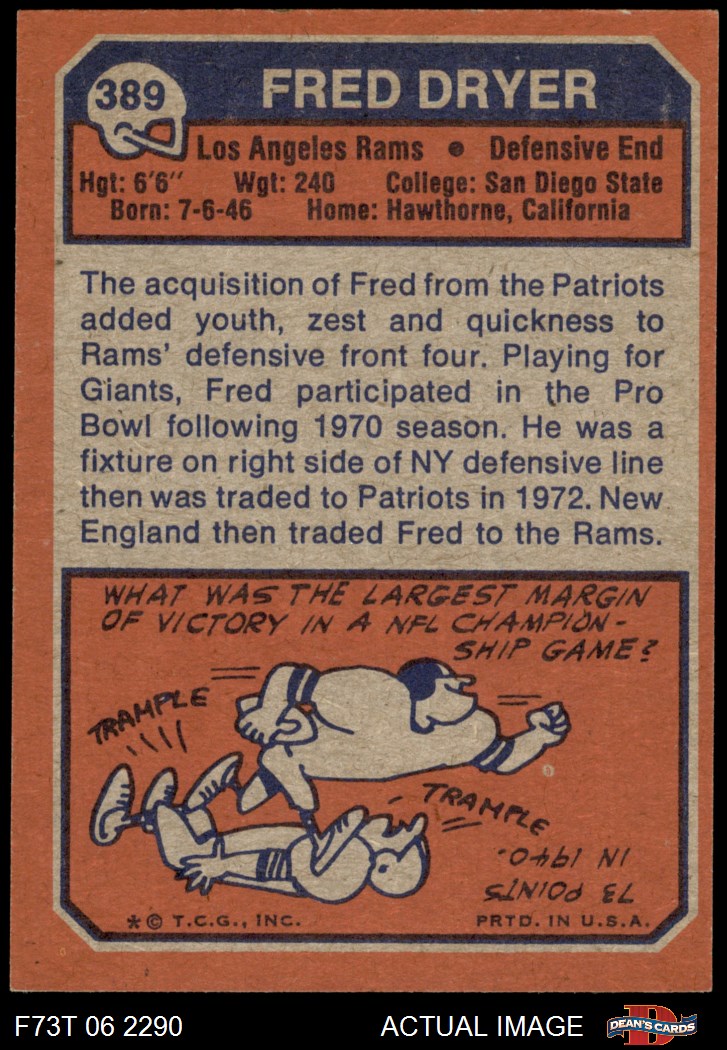 389
FRED DRYER
Los Angeles Rams • Defensive End
Hgt: 6'6" Wgt: 240 College: San Diego State
Born: 7-6-46 Home: Hawthorne, California
The acquisition of Fred from the Patriots
added youth, zest and quickness to
Rams' defensive front four. Playing for
Giants, Fred participated in the Pro
Bowl following 1970 season. He was a
fixture on right side of NY defensive line
then was traded to Patriots in 1972. New
England then traded Fred to the Rams.
WHAT WAS THE LARGEST MARGIN
OF VICTORY IN A NFL CHAMPION-
SHIP GAME?
TRAMPLE
TRAMPLE
73 POINTS
IN 1940.
* © T.C.G., INC. PRTD. IN U.S.A.
F73T 06 2290 ACTUAL IMAGE DEAN'S CARDS